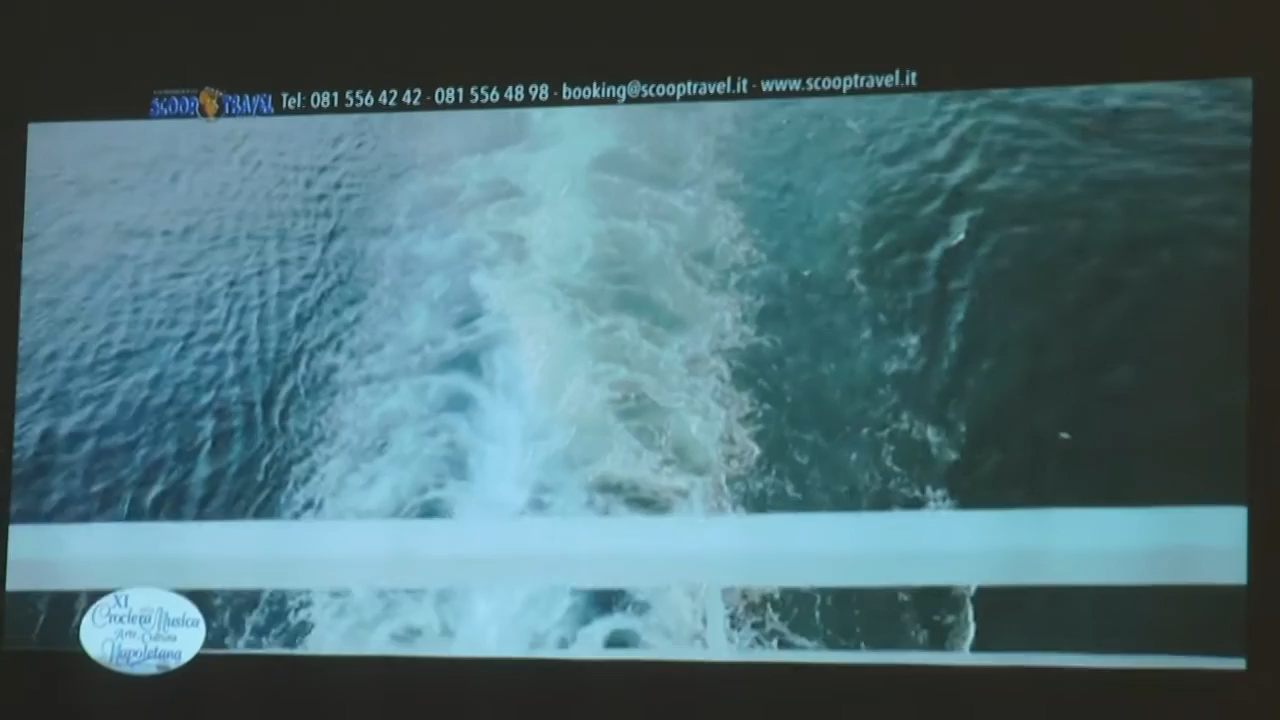 SCOOP TRAVEL Tel: 081 556 42 42 - 081 556 48 98 - booking@scooptravel.it - www.scooptravel.it
XI
Crociera Musica
Arte Cultura
Napoletana